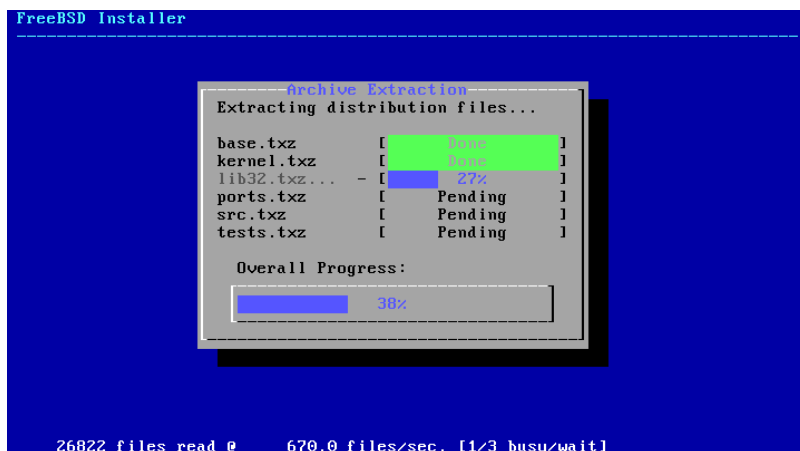 FreeBSD Installer
Archive Extraction
Extracting distribution files...
base.txz [ Done ]
kernel.txz [ Done ]
lib32.txz... - [ 27% ]
ports.txz [ Pending ]
src.txz [ Pending ]
tests.txz [ Pending ]
Overall Progress:
38%
26822 files read @ 670.0 files/sec. [1/3 busy/wait]